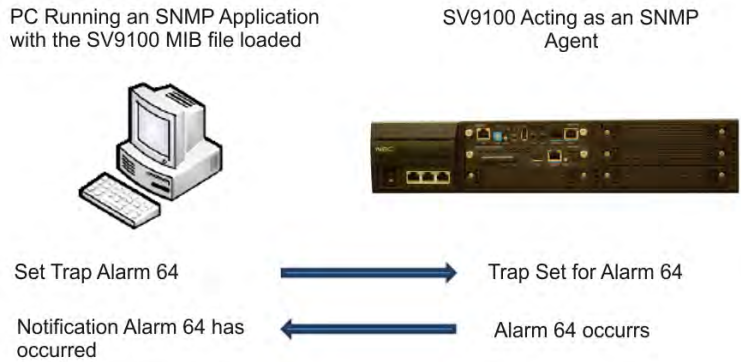 PC Running an SNMP Application
with the SV9100 MIB file loaded
SV9100 Acting as an SNMP
Agent
NEC
Set Trap Alarm 64
Trap Set for Alarm 64
Notification Alarm 64 has
occurred
Alarm 64 occurrs